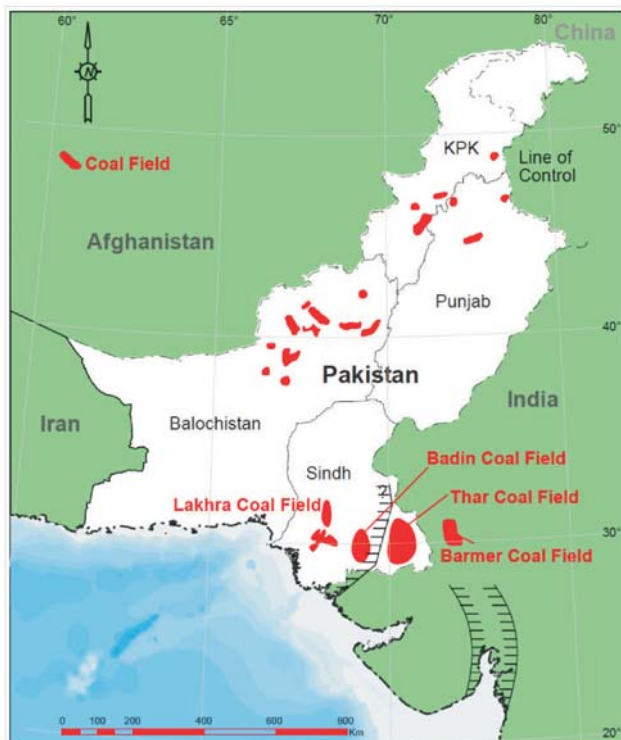 60°
65°
70°
80°
China
N
50°
KPK
Line of
Control
Coal Field
Afghanistan
Punjab
40°
Pakistan
India
Iran
Balochistan
Sindh
Badin Coal Field
?
Lakhra Coal Field
Thar Coal Field
30°
Barmer Coal Field
0 200 400 600 800
Km
20°